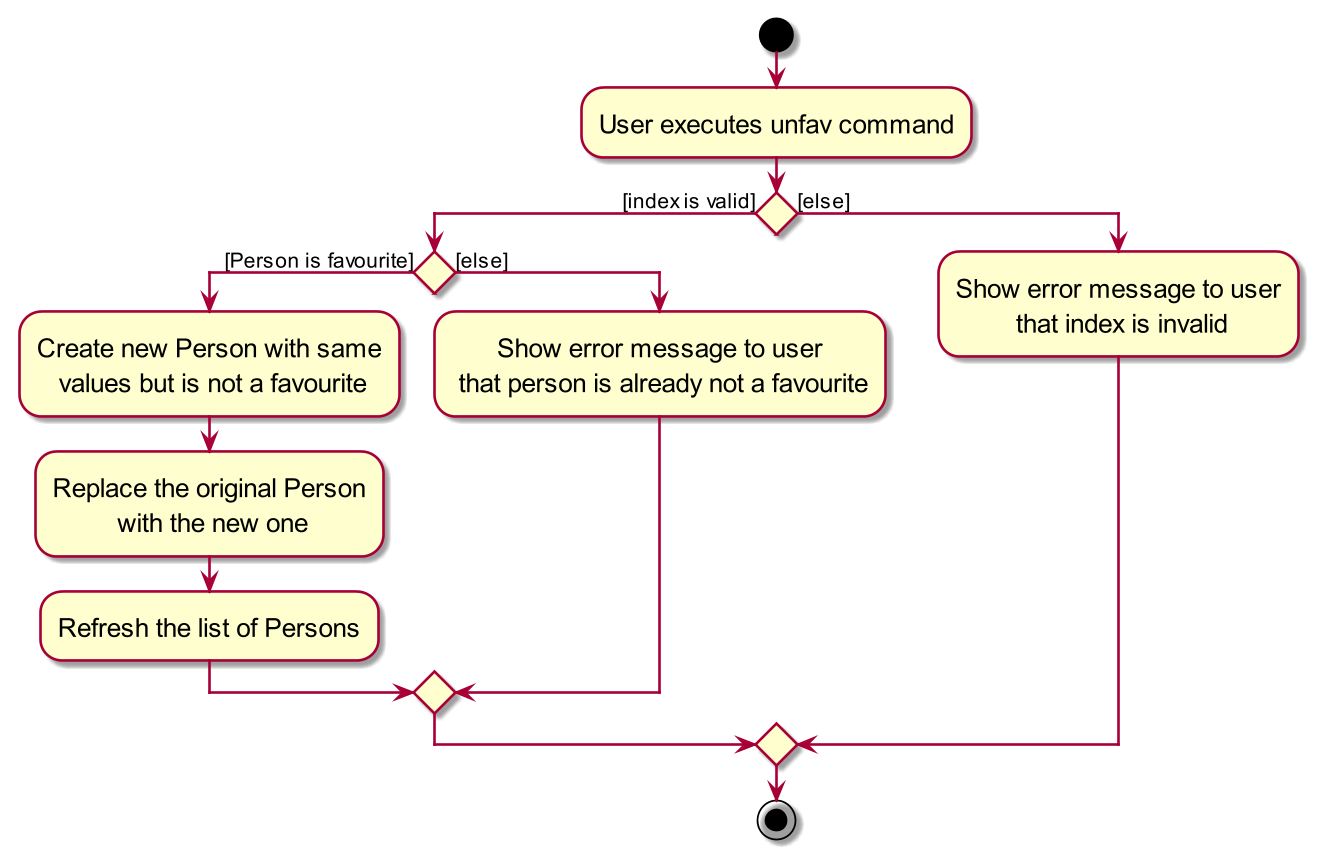 User executes unfav command
[index is valid]
[else]
[Person is favourite]
[else]
Show error message to user
that index is invalid
Create new Person with same
values but is not a favourite
Show error message to user
that person is already not a favourite
Replace the original Person
with the new one
Refresh the list of Persons